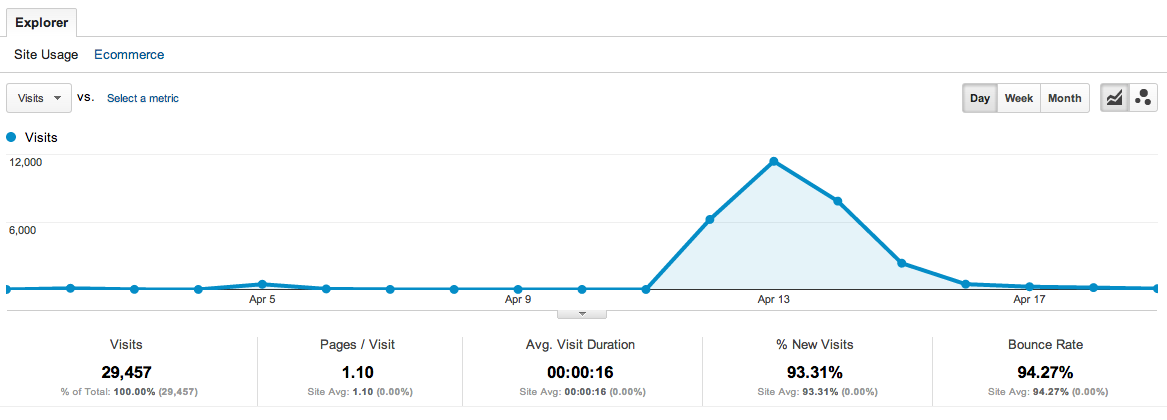 Explorer
Site Usage Ecommerce
Visits vs. Select a metric Day Week Month
Visits
12,000
6,000
Apr 5 Apr 9 Apr 13 Apr 17
Visits Pages / Visit Avg. Visit Duration % New Visits Bounce Rate
29,457 1.10 00:00:16 93.31% 94.27%
% of Total: 100.00% (29,457) Site Avg: 1.10 (0.00%) Site Avg: 00:00:16 (0.00%) Site Avg: 93.31% (0.00%) Site Avg: 94.27% (0.00%)